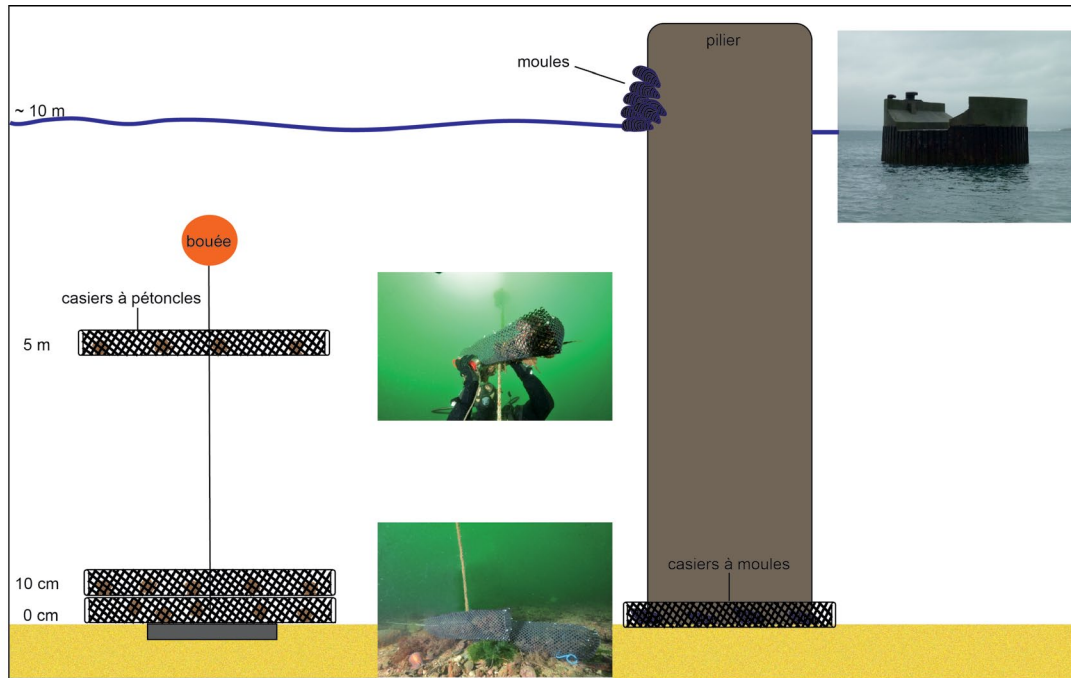 pilier
moules
~ 10 m
bouée
casiers à pétoncles
5 m
casiers à moules
10 cm
0 cm